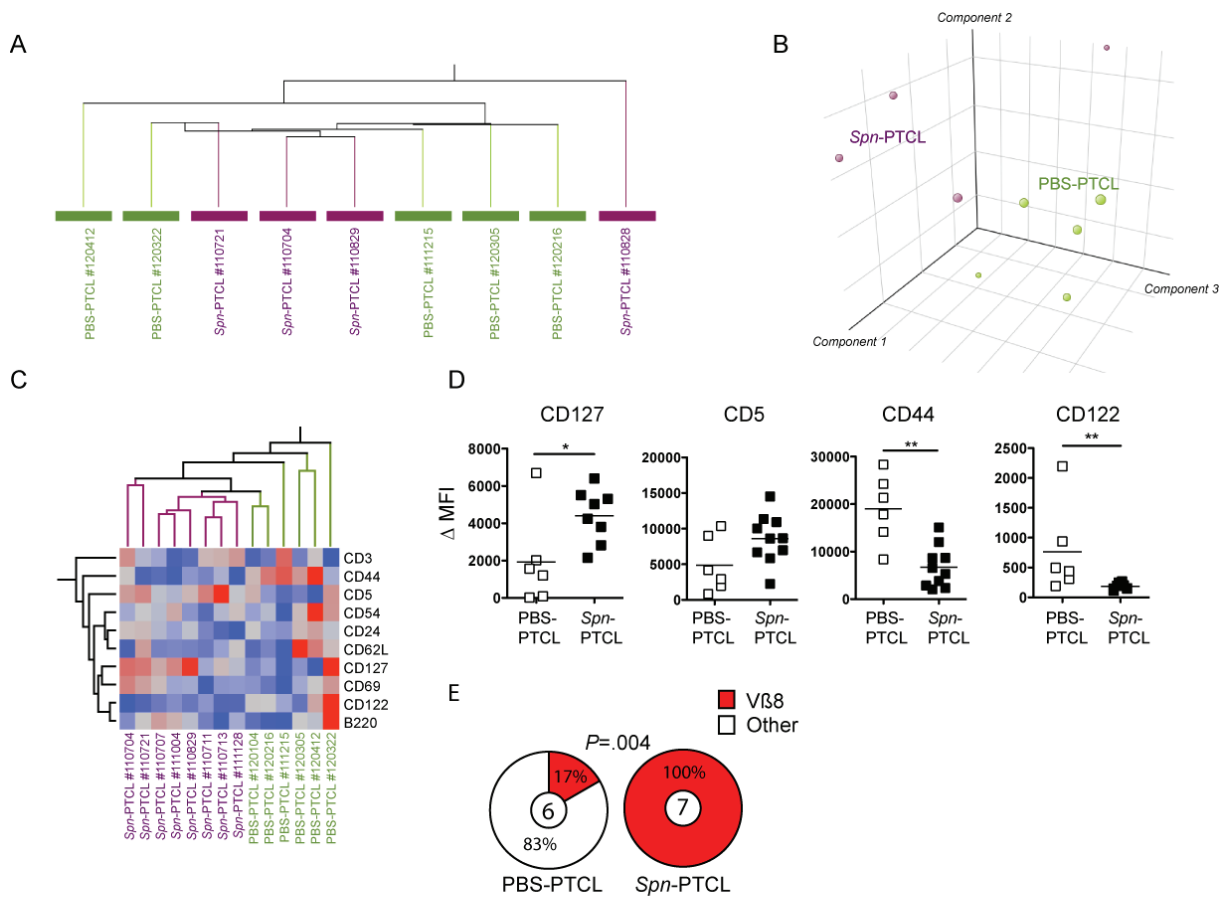 A
PBS-PTCL #120412
PBS-PTCL #120322
Spn-PTCL #110721
Spn-PTCL #110704
Spn-PTCL #110829
PBS-PTCL #111215
PBS-PTCL #120305
PBS-PTCL #120216
Spn-PTCL #110828
B
Component 2
Spn-PTCL
PBS-PTCL
Component 3
Component 1
C
CD3
CD44
CD5
CD54
CD24
CD62L
CD127
CD69
CD122
B220
Spn-PTCL #110704
Spn-PTCL #110721
Spn-PTCL #110707
Spn-PTCL #111004
Spn-PTCL #110829
Spn-PTCL #110711
Spn-PTCL #110713
Spn-PTCL #111128
PBS-PTCL #120104
PBS-PTCL #120216
PBS-PTCL #111215
PBS-PTCL #120305
PBS-PTCL #120412
PBS-PTCL #120322
D
Δ MFI
CD127
8000
6000
4000
2000
0
*
PBS-
PTCL
Spn-
PTCL
CD5
20000
15000
10000
5000
0
PBS-
PTCL
Spn-
PTCL
CD44
30000
20000
10000
0
**
PBS-
PTCL
Spn-
PTCL
CD122
2500
2000
1500
1000
500
0
**
PBS-
PTCL
Spn-
PTCL
E
Vß8
Other
P=.004
17%
6
83%
PBS-PTCL
100%
7
Spn-PTCL